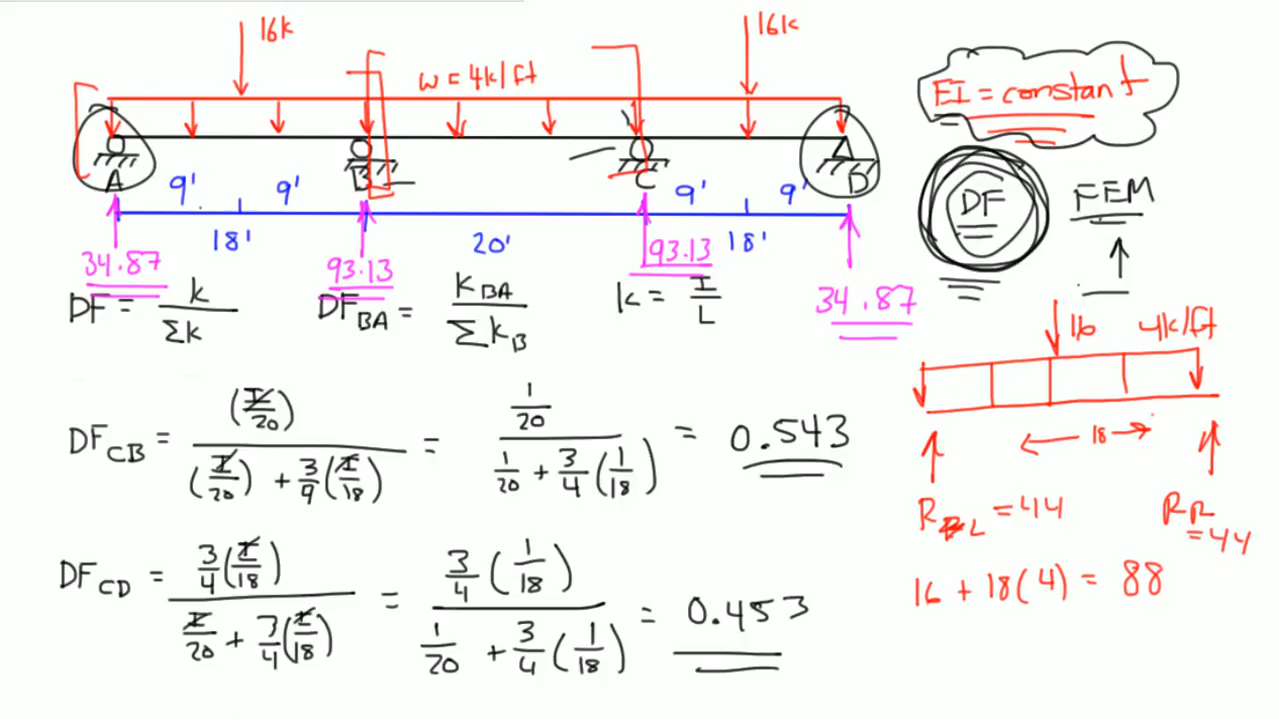 16k
16k
w = 4k/ft
EI = constant
A
B
C
D
9'
9'
9'
9'
18'
20'
18'
DF
FEM
34.87
93.13
93.13
34.87
DF = k / Σk
DF_BA = K_BA / Σ K_B
k = I / L
16
4k/ft
DF_CB = (I/20) / ((I/20) + 3/9 (I/18)) = 1/20 / (1/20 + 3/4 (1/18)) = 0.543
18
R_L = 44
R_R = 44
DF_CD = 3/4 (I/18) / (I/20 + 3/4 (I/18)) = 3/4 (1/18) / (1/20 + 3/4 (1/18)) = 0.453
16 + 18(4) = 88